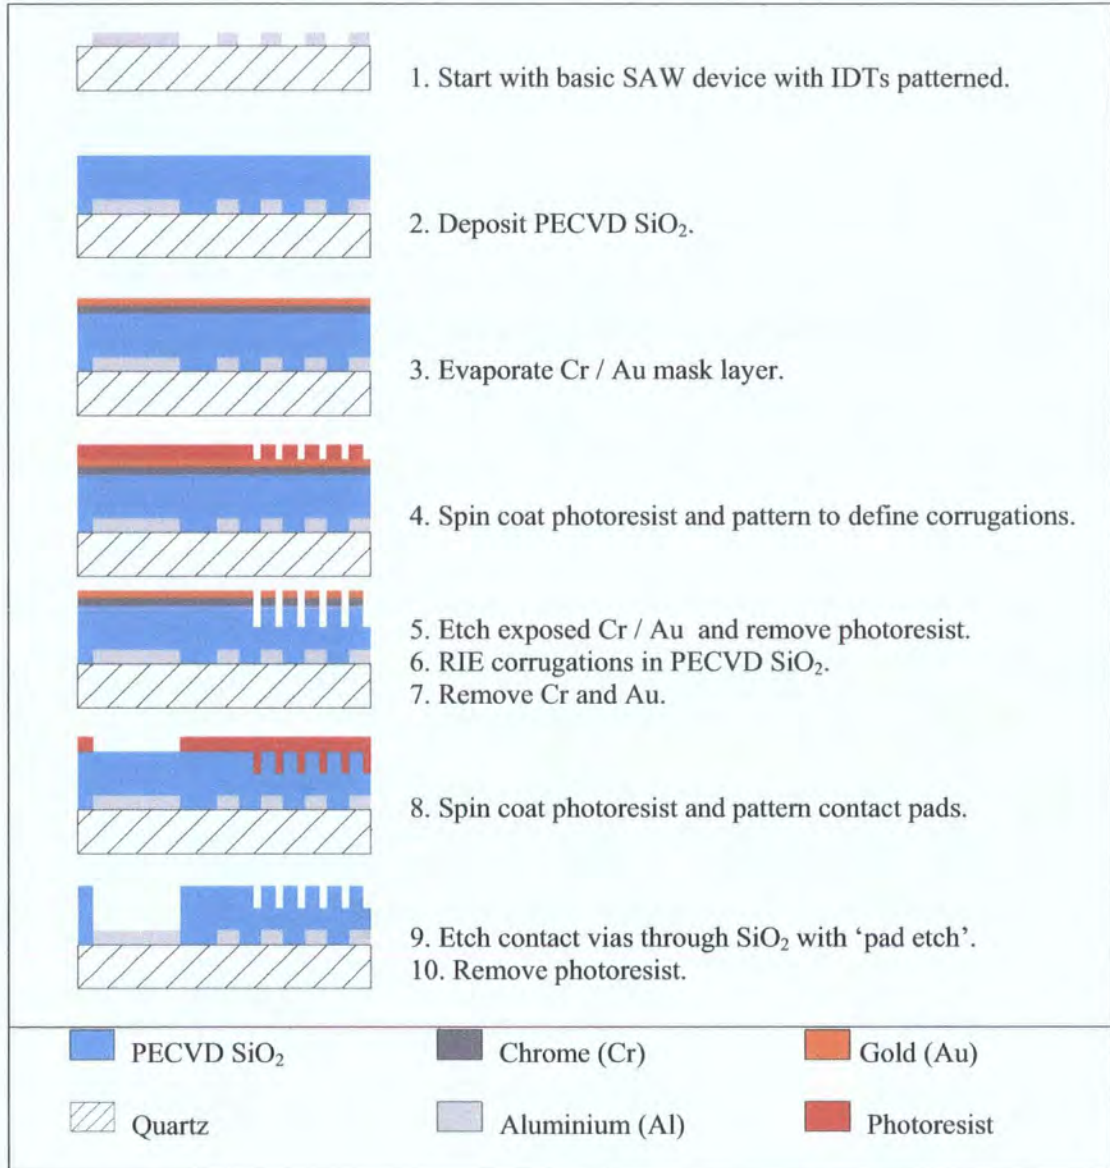 1. Start with basic SAW device with IDTs patterned.
2. Deposit PECVD SiO₂.
3. Evaporate Cr / Au mask layer.
4. Spin coat photoresist and pattern to define corrugations.
5. Etch exposed Cr / Au and remove photoresist.
6. RIE corrugations in PECVD SiO₂.
7. Remove Cr and Au.
8. Spin coat photoresist and pattern contact pads.
9. Etch contact vias through SiO₂ with ‘pad etch’.
10. Remove photoresist.
PECVD SiO₂
Chrome (Cr)
Gold (Au)
Quartz
Aluminium (Al)
Photoresist